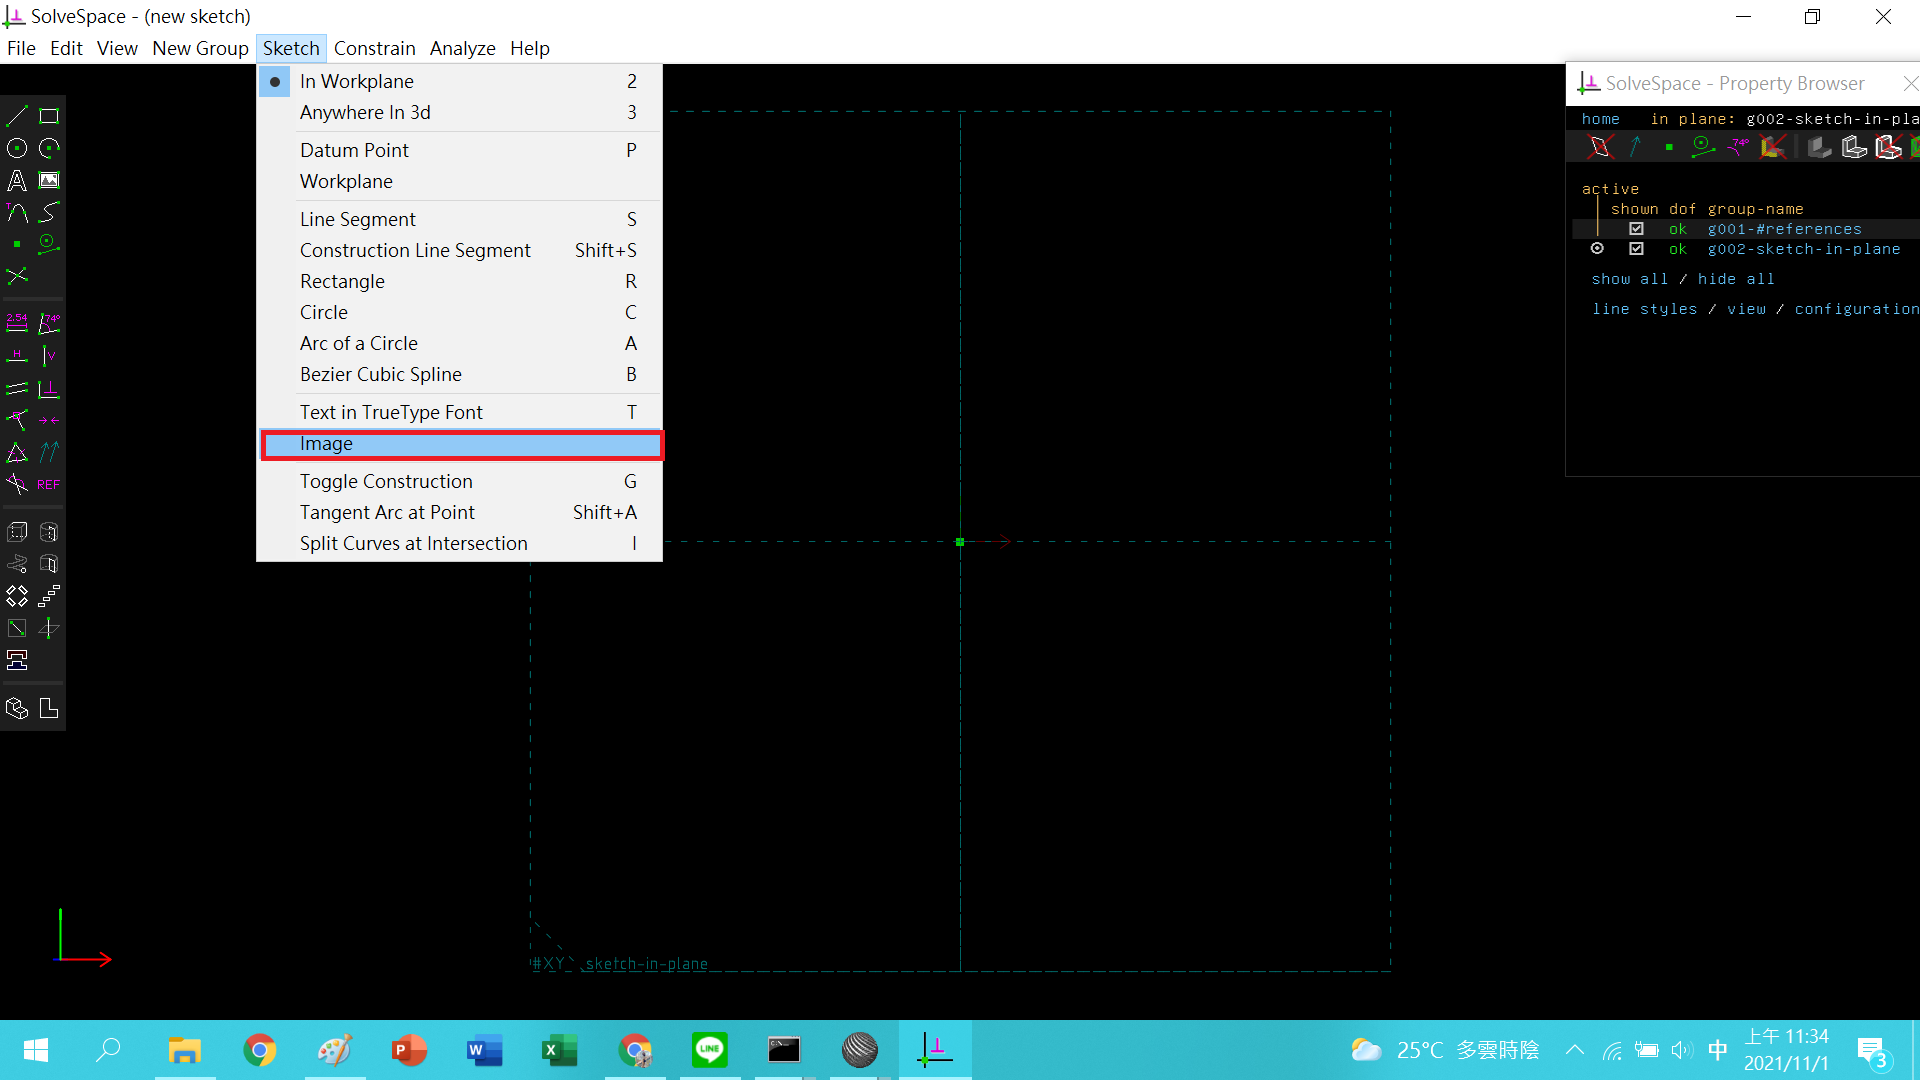 SolveSpace - (new sketch)
File Edit View New Group Sketch Constrain Analyze Help
In Workplane 2
Anywhere In 3d 3
Datum Point P
Workplane
Line Segment S
Construction Line Segment Shift+S
Rectangle R
Circle C
Arc of a Circle A
Bezier Cubic Spline B
Text in TrueType Font T
Image
Toggle Construction G
Tangent Arc at Point Shift+A
Split Curves at Intersection I
2.54 74°
H V
REF
#XY sketch-in-plane
SolveSpace - Property Browser
home in plane: g002-sketch-in-pla
74°
active
shown dof group-name
ok g001-#references
ok g002-sketch-in-plane
show all / hide all
line styles / view / configuration
LINE
25°C 多雲時陰
中
上午 11:34
2021/11/1
3